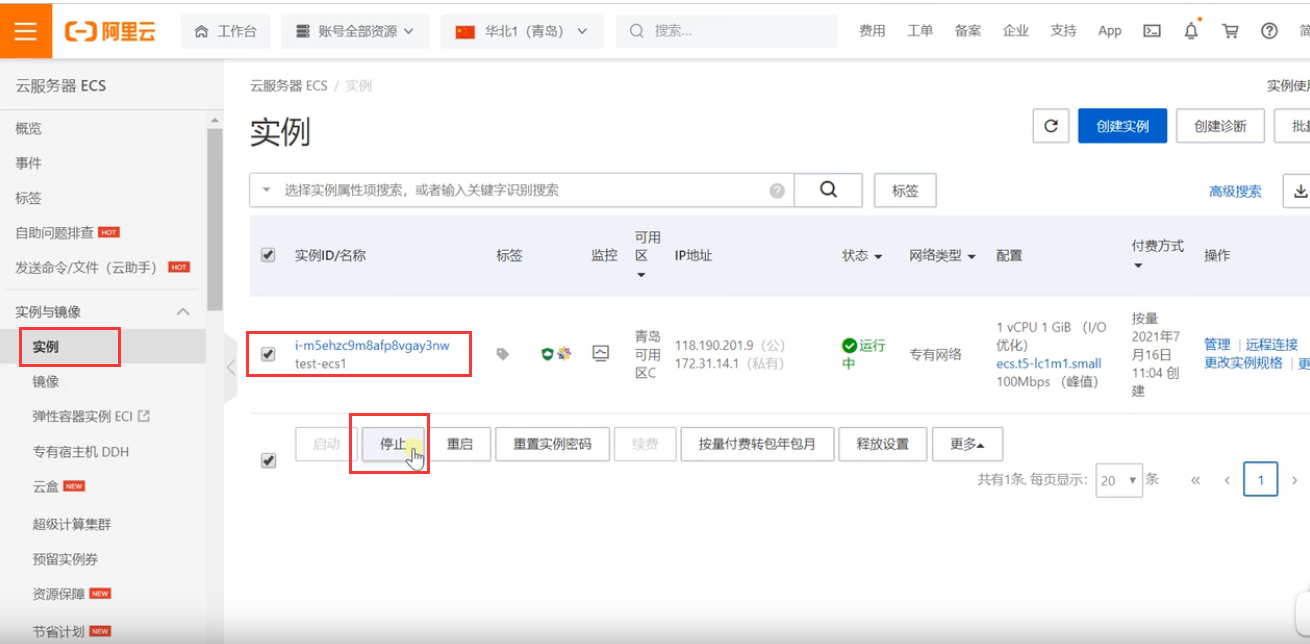 阿里云
工作台
账号全部资源
华北1（青岛）
搜索...
费用
工单
备案
企业
支持
App
云服务器 ECS
概览
事件
标签
自助问题排查 HOT
发送命令/文件（云助手） HOT
实例与镜像
实例
镜像
弹性容器实例 ECI
专有宿主机 DDH
云盒 NEW
超级计算集群
预留实例券
资源保障 NEW
节省计划 NEW
云服务器 ECS / 实例
实例使用
实例
创建实例
创建诊断
批量
选择实例属性项搜索，或者输入关键字识别搜索
标签
高级搜索
实例ID/名称
标签
监控
可用
区
IP地址
状态
网络类型
配置
付费方式
操作
i-m5ehzc9m8afp8vgay3nw
test-ecs1
青岛
可用
区C
118.190.201.9（公）
172.31.14.1（私有）
运行
中
专有网络
1 vCPU 1 GiB （I/O
优化）
ecs.t5-lc1m1.small
100Mbps （峰值）
按量
2021年7
月16日
11:04 创
建
管理 | 远程连接
更改实例规格 | 更
启动
停止
重启
重置实例密码
续费
按量付费转包年包月
释放设置
更多
共有1条, 每页显示: 20 条
« ‹ 1 ›